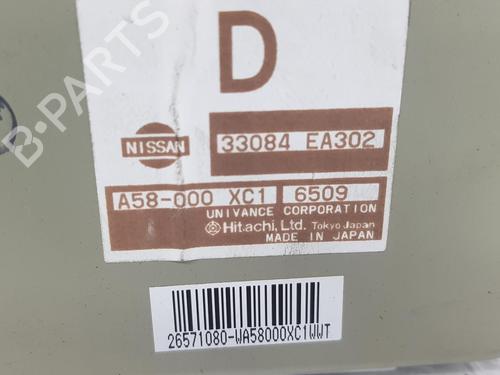 D
NISSAN
33084 EA302
A58-000 XC1 6509
UNIVANCE CORPORATION
Hitachi, Ltd. Tokyo Japan
MADE IN JAPAN
26571080-WA58000XC1WWT
B-PARTS